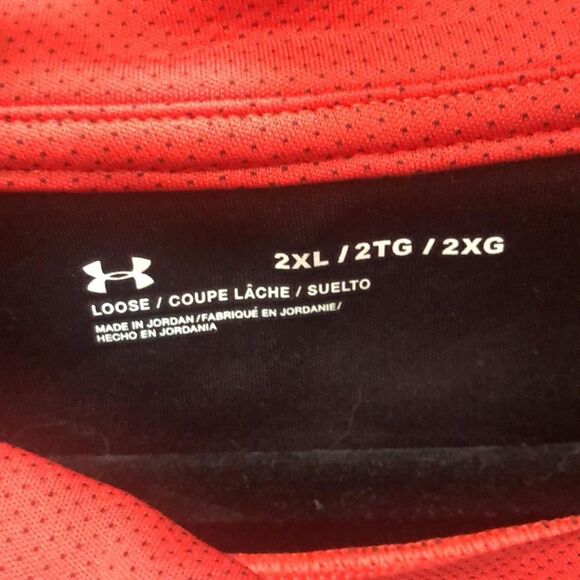 2XL / 2TG / 2XG
LOOSE / COUPE LÂCHE / SUELTO
MADE IN JORDAN/FABRIQUÉ EN JORDANIE/
HECHO EN JORDANIA